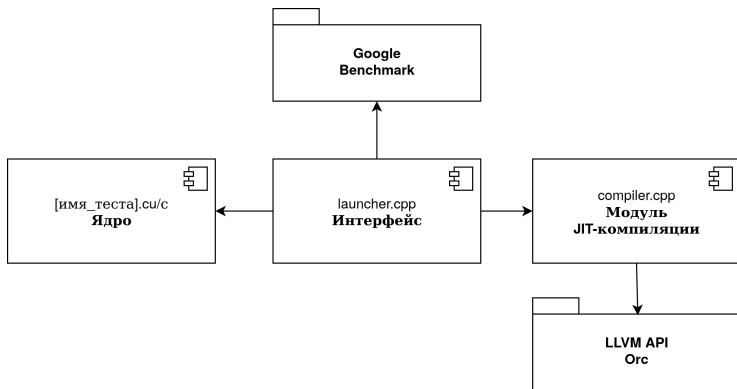 Google
Benchmark
[имя_теста].cu/c
Ядро
launcher.cpp
Интерфейс
compiler.cpp
Модуль
JIT-компиляции
LLVM API
Orc